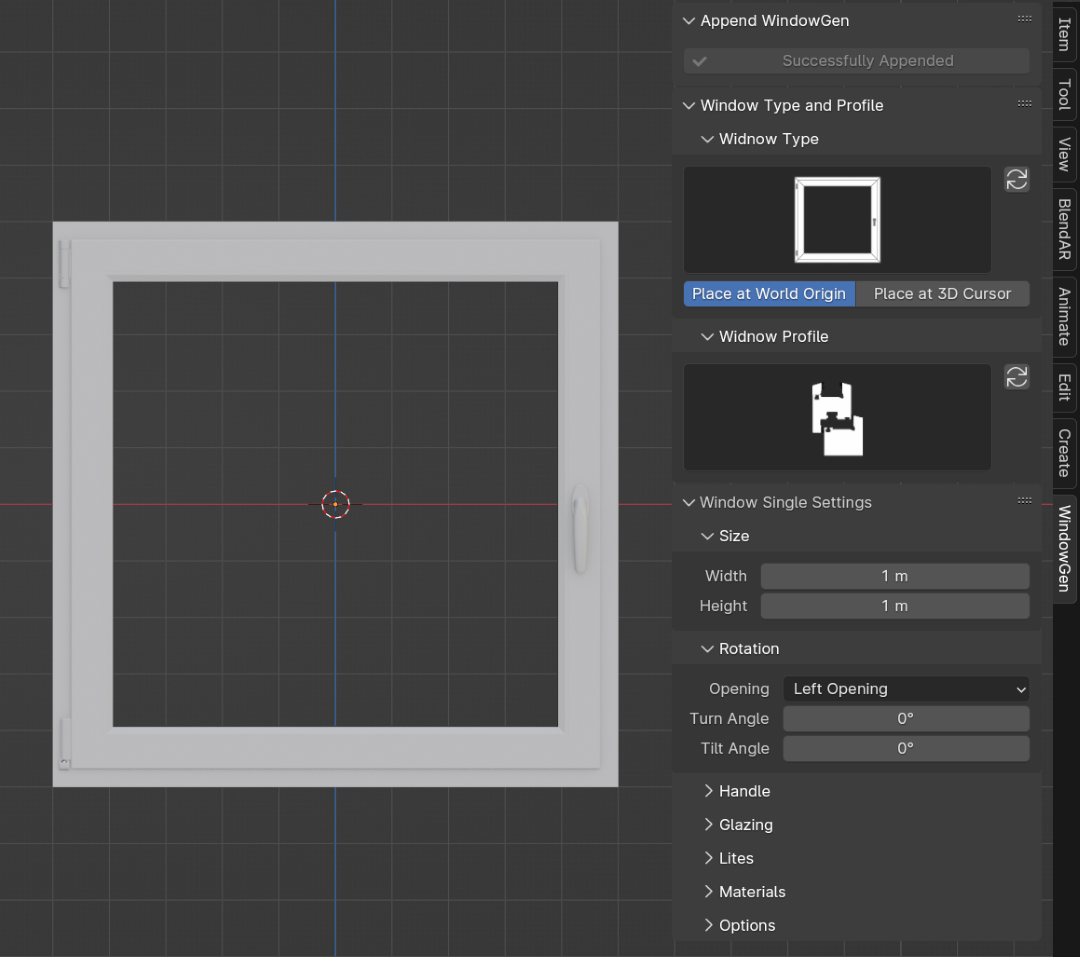 Append WindowGen
Successfully Appended
Window Type and Profile
Widnow Type
Place at World Origin
Place at 3D Cursor
Widnow Profile
Window Single Settings
Size
Width
1 m
Height
1 m
Rotation
Opening
Left Opening
Turn Angle
0°
Tilt Angle
0°
Handle
Glazing
Lites
Materials
Options
Item
Tool
View
BlendAR
Animate
Edit
Create
WindowGen